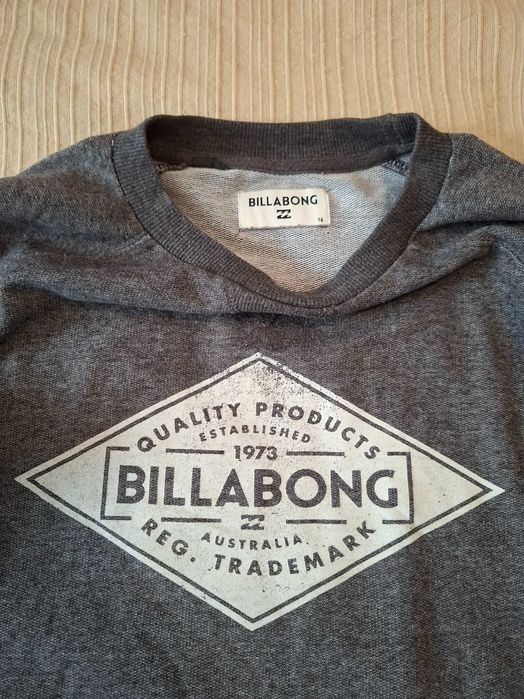 BILLABONG
16
QUALITY PRODUCTS
ESTABLISHED
1973
BILLABONG
AUSTRALIA
REG. TRADEMARK